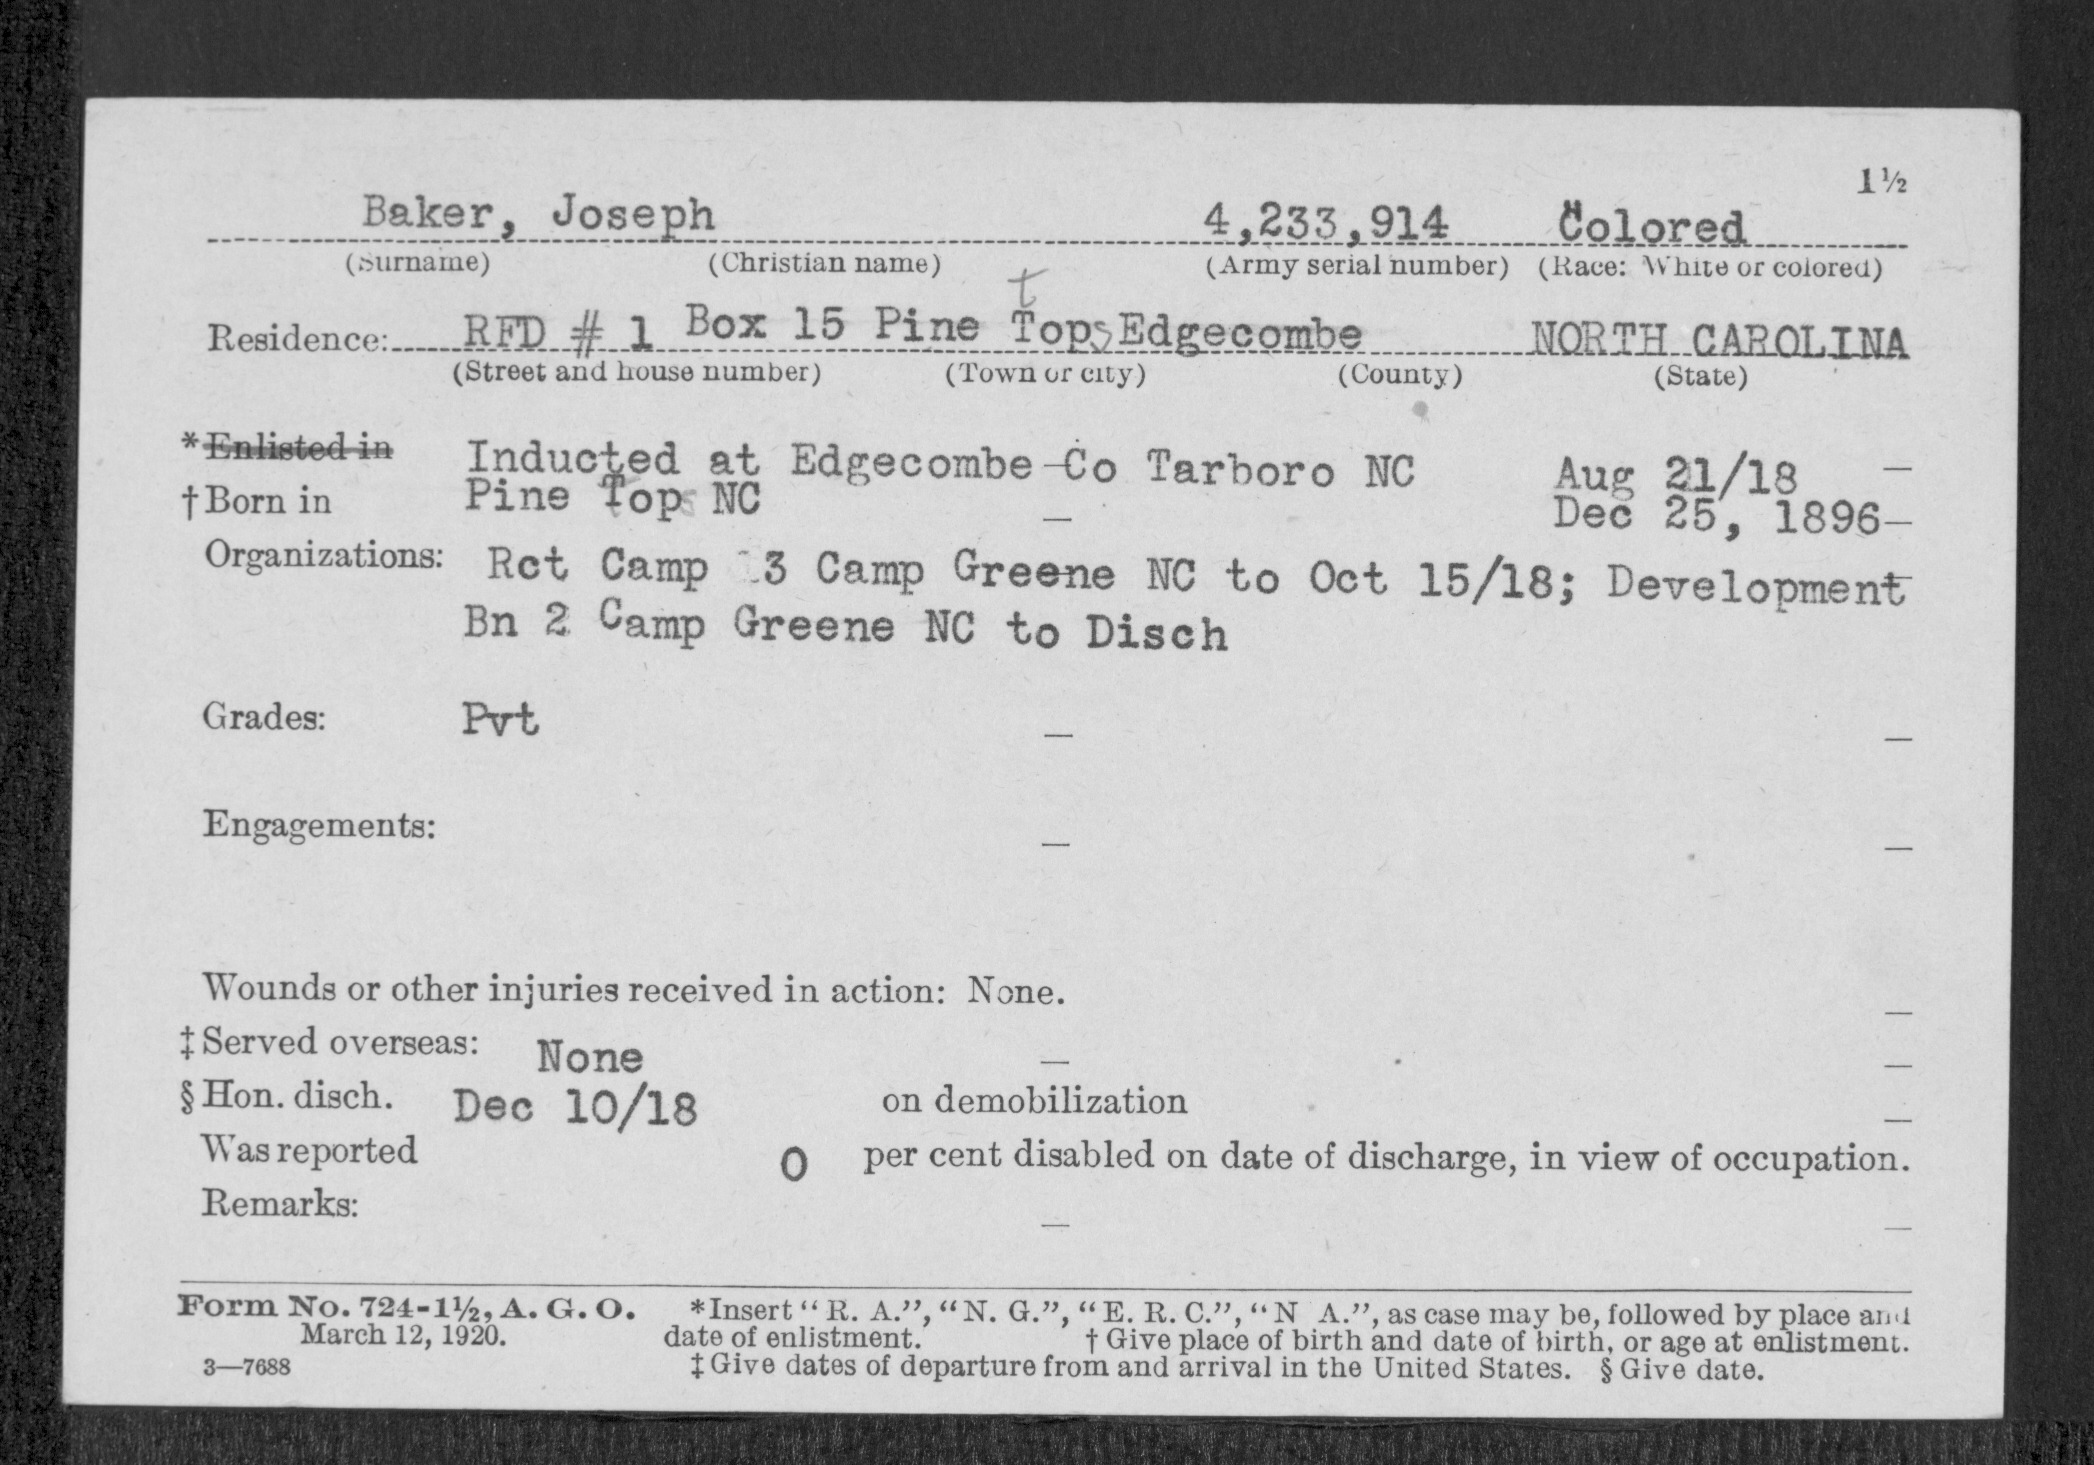 1½
Baker, Joseph 4,233,914 Colored
(Surname) (Christian name) (Army serial number) (Race: White or colored)
t
Residence: RFD # 1 Box 15 Pine Tops Edgecombe NORTH CAROLINA
(Street and house number) (Town or city) (County) (State)
*Enlisted in Inducted at Edgecombe Co Tarboro NC Aug 21/18 —
†Born in Pine Tops NC — Dec 25, 1896—
Organizations: Rct Camp 3 Camp Greene NC to Oct 15/18; Development
Bn 2 Camp Greene NC to Disch
Grades: Pvt — —
Engagements: — —
Wounds or other injuries received in action: None. —
‡Served overseas: None — —
§Hon. disch. Dec 10/18 on demobilization —
Was reported 0 per cent disabled on date of discharge, in view of occupation.
Remarks: — —
Form No. 724-1½, A. G. O. *Insert "R. A.", "N. G.", "E. R. C.", "N A.", as case may be, followed by place and
March 12, 1920. date of enlistment. †Give place of birth and date of birth, or age at enlistment.
3—7688 ‡Give dates of departure from and arrival in the United States. §Give date.